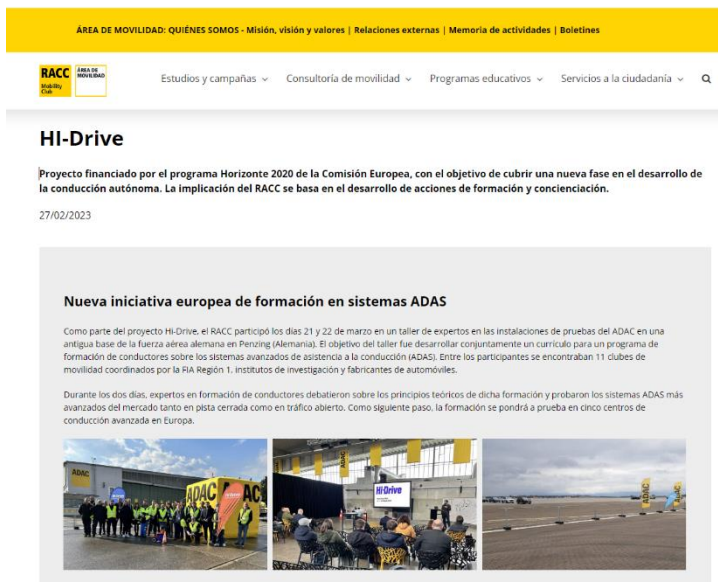 ÁREA DE MOVILIDAD: QUIÉNES SOMOS - Misión, visión y valores | Relaciones externas | Memoria de actividades | Boletines
RACC ÁREA DE MOVILIDAD
Mobility
Club
Estudios y campañas Consultoría de movilidad Programas educativos Servicios a la ciudadanía
HI-Drive
Proyecto financiado por el programa Horizonte 2020 de la Comisión Europea, con el objetivo de cubrir una nueva fase en el desarrollo de
la conducción autónoma. La implicación del RACC se basa en el desarrollo de acciones de formación y concienciación.
27/02/2023
Nueva iniciativa europea de formación en sistemas ADAS
Como parte del proyecto Hi-Drive, el RACC participó los días 21 y 22 de marzo en un taller de expertos en las instalaciones de pruebas del ADAC en una
antigua base de la fuerza aérea alemana en Penzing (Alemania). El objetivo del taller fue desarrollar conjuntamente un currículo para un programa de
formación de conductores sobre los sistemas avanzados de asistencia a la conducción (ADAS). Entre los participantes se encontraban 11 clubes de
movilidad coordinados por la FIA Región 1, institutos de investigación y fabricantes de automóviles.
Durante los dos días, expertos en formación de conductores debatieron sobre los principios teóricos de dicha formación y probaron los sistemas ADAS más
avanzados del mercado tanto en pista cerrada como en tráfico abierto. Como siguiente paso, la formación se pondrá a prueba en cinco centros de
conducción avanzada en Europa.
ADAC
ADAC
Hi-Drive
ADAC